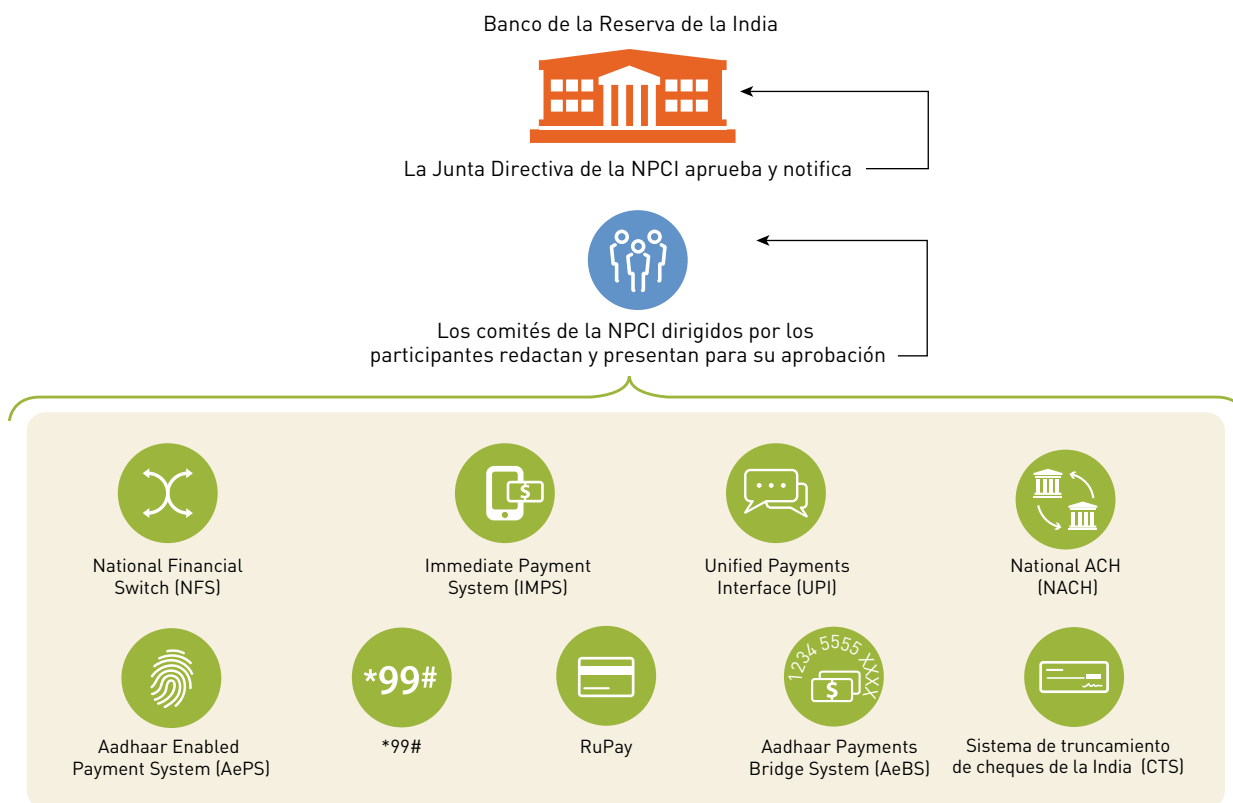 Banco de la Reserva de la India
La Junta Directiva de la NPCI aprueba y notifica
Los comités de la NPCI dirigidos por los
participantes redactan y presentan para su aprobación
$
National Financial
Switch (NFS)
Immediate Payment
System (IMPS)
Unified Payments
Interface (UPI)
National ACH
(NACH)
*99#
1234 5555 XXXX
$
Aadhaar Enabled
Payment System (AePS)
*99#
RuPay
Aadhaar Payments
Bridge System (AeBS)
Sistema de truncamiento
de cheques de la India (CTS)